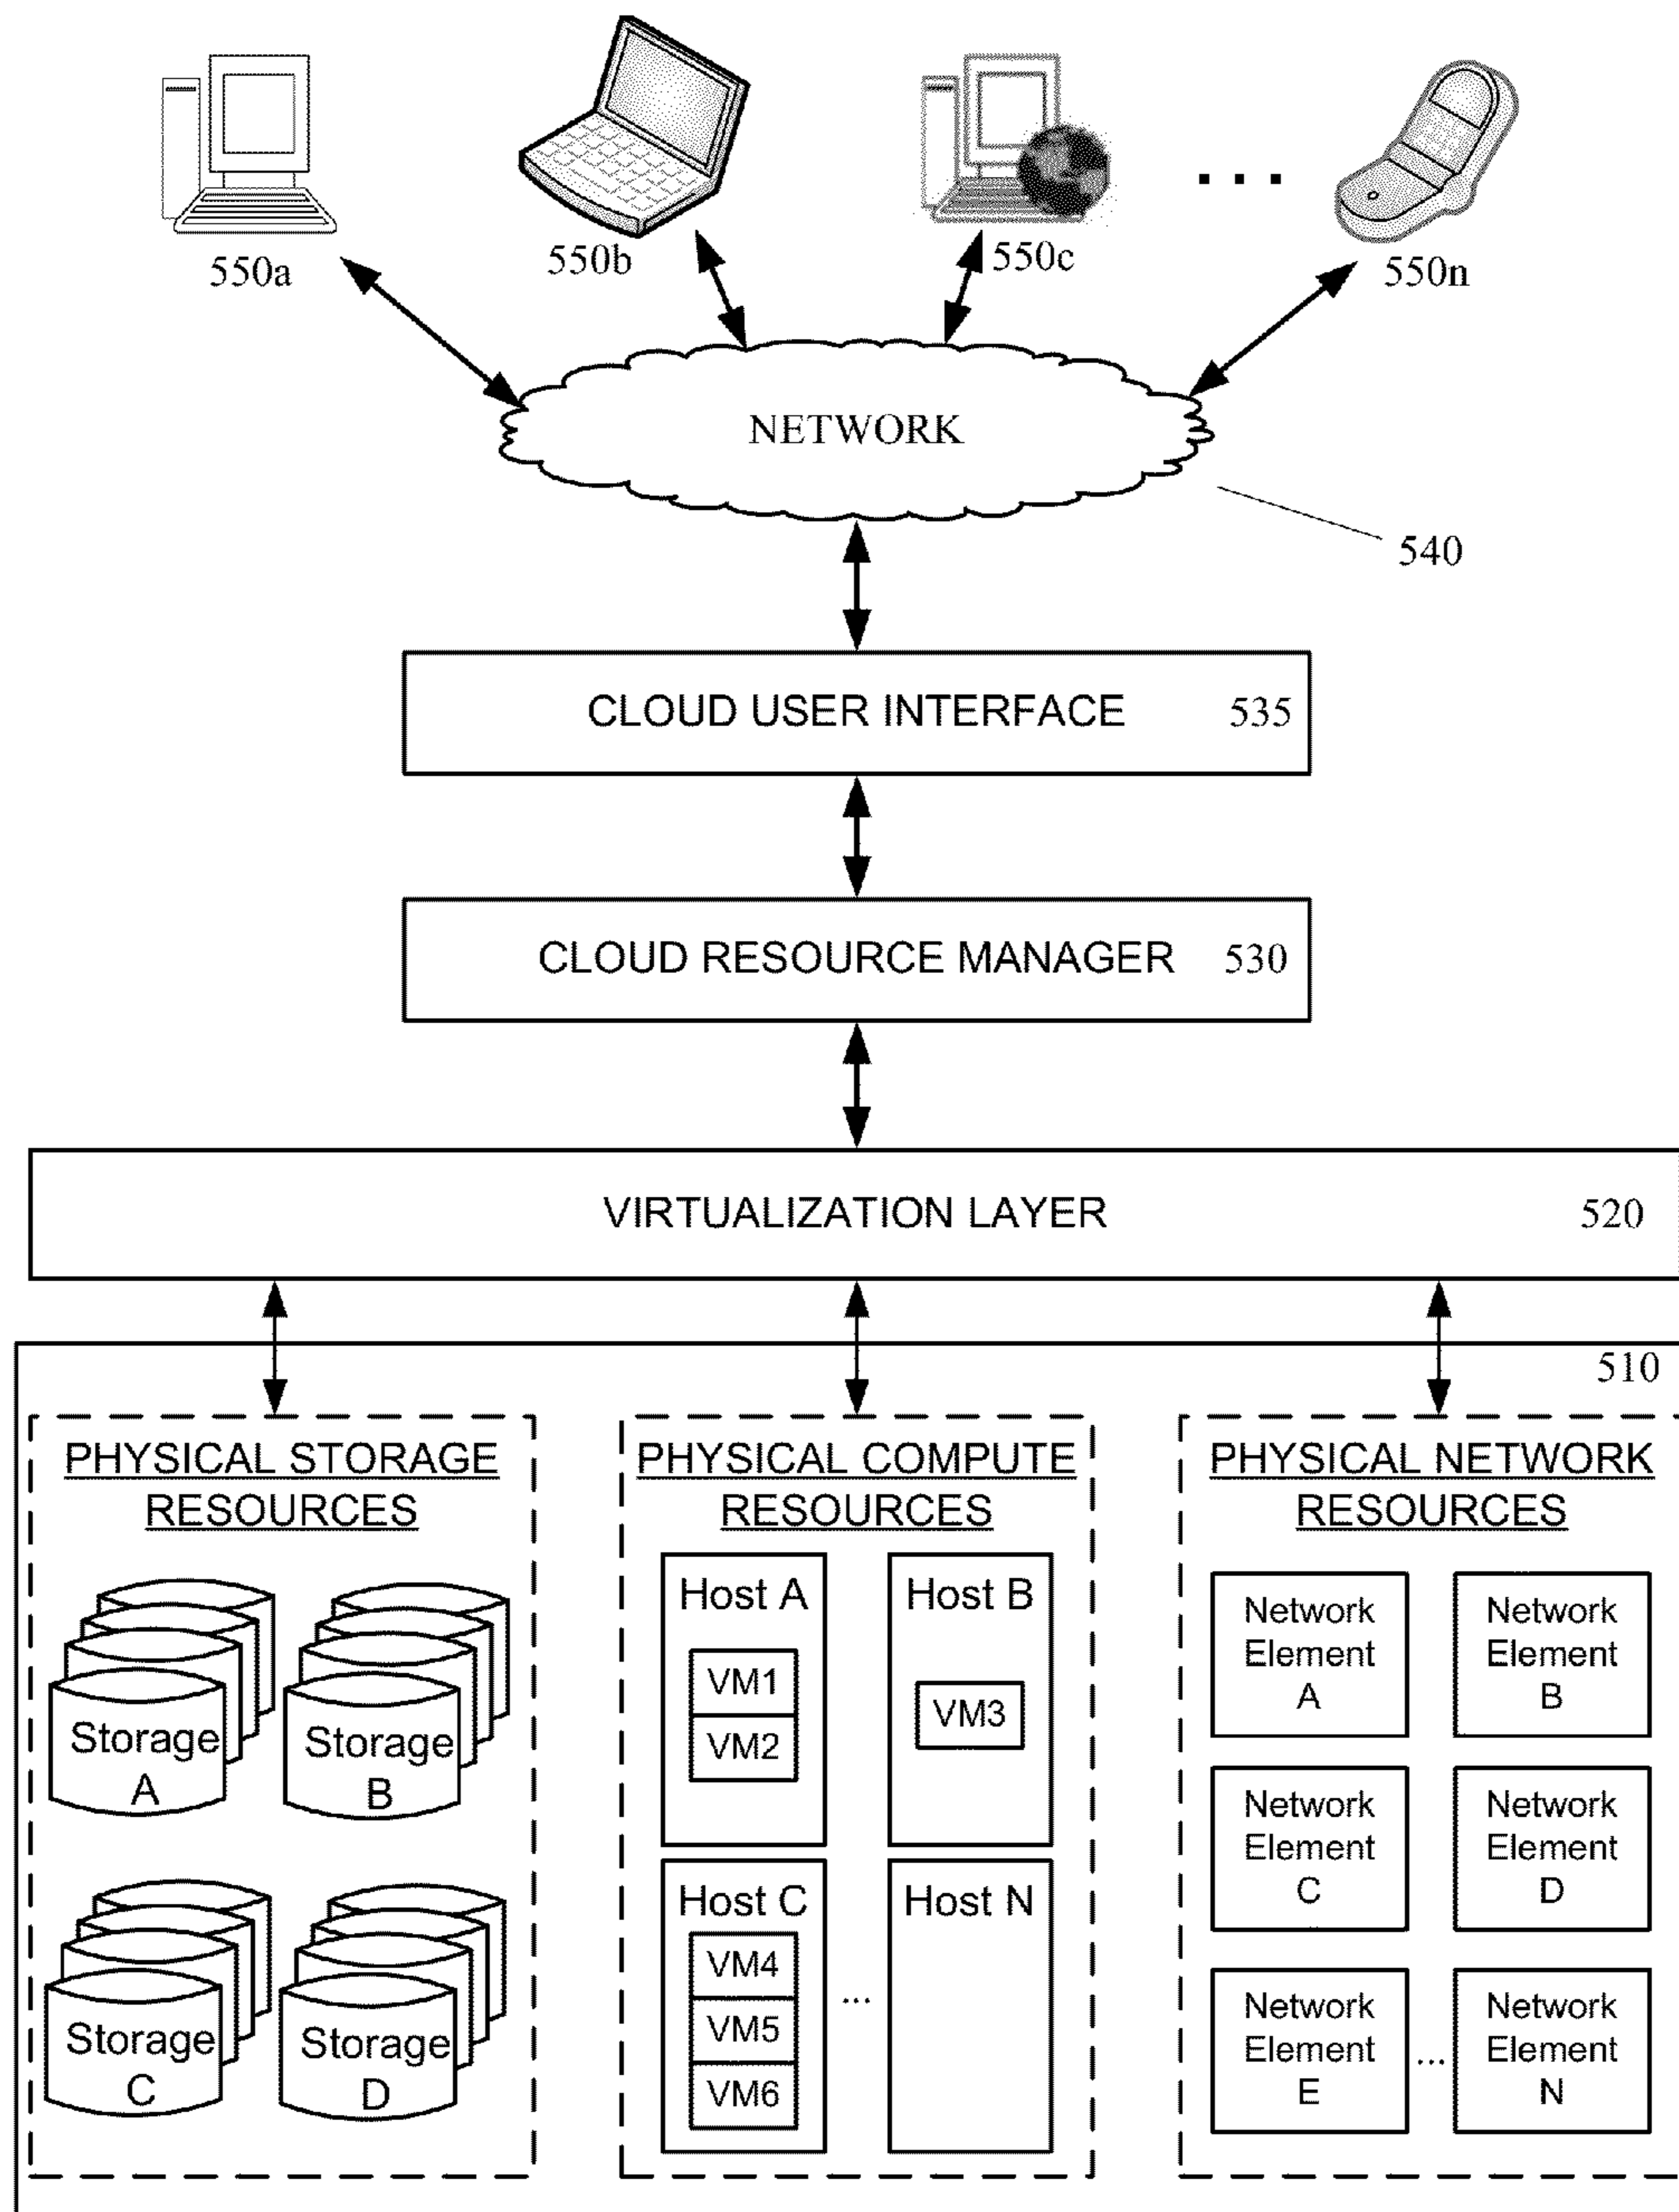 550a
550b
550c
...
550n
NETWORK
540
CLOUD USER INTERFACE 535
CLOUD RESOURCE MANAGER 530
VIRTUALIZATION LAYER 520
510
PHYSICAL STORAGE
RESOURCES
Storage
A
Storage
B
Storage
C
Storage
D
PHYSICAL COMPUTE
RESOURCES
Host A
VM1
VM2
Host B
VM3
Host C
VM4
VM5
VM6
...
Host N
PHYSICAL NETWORK
RESOURCES
Network
Element
A
Network
Element
B
Network
Element
C
Network
Element
D
Network
Element
E
...
Network
Element
N